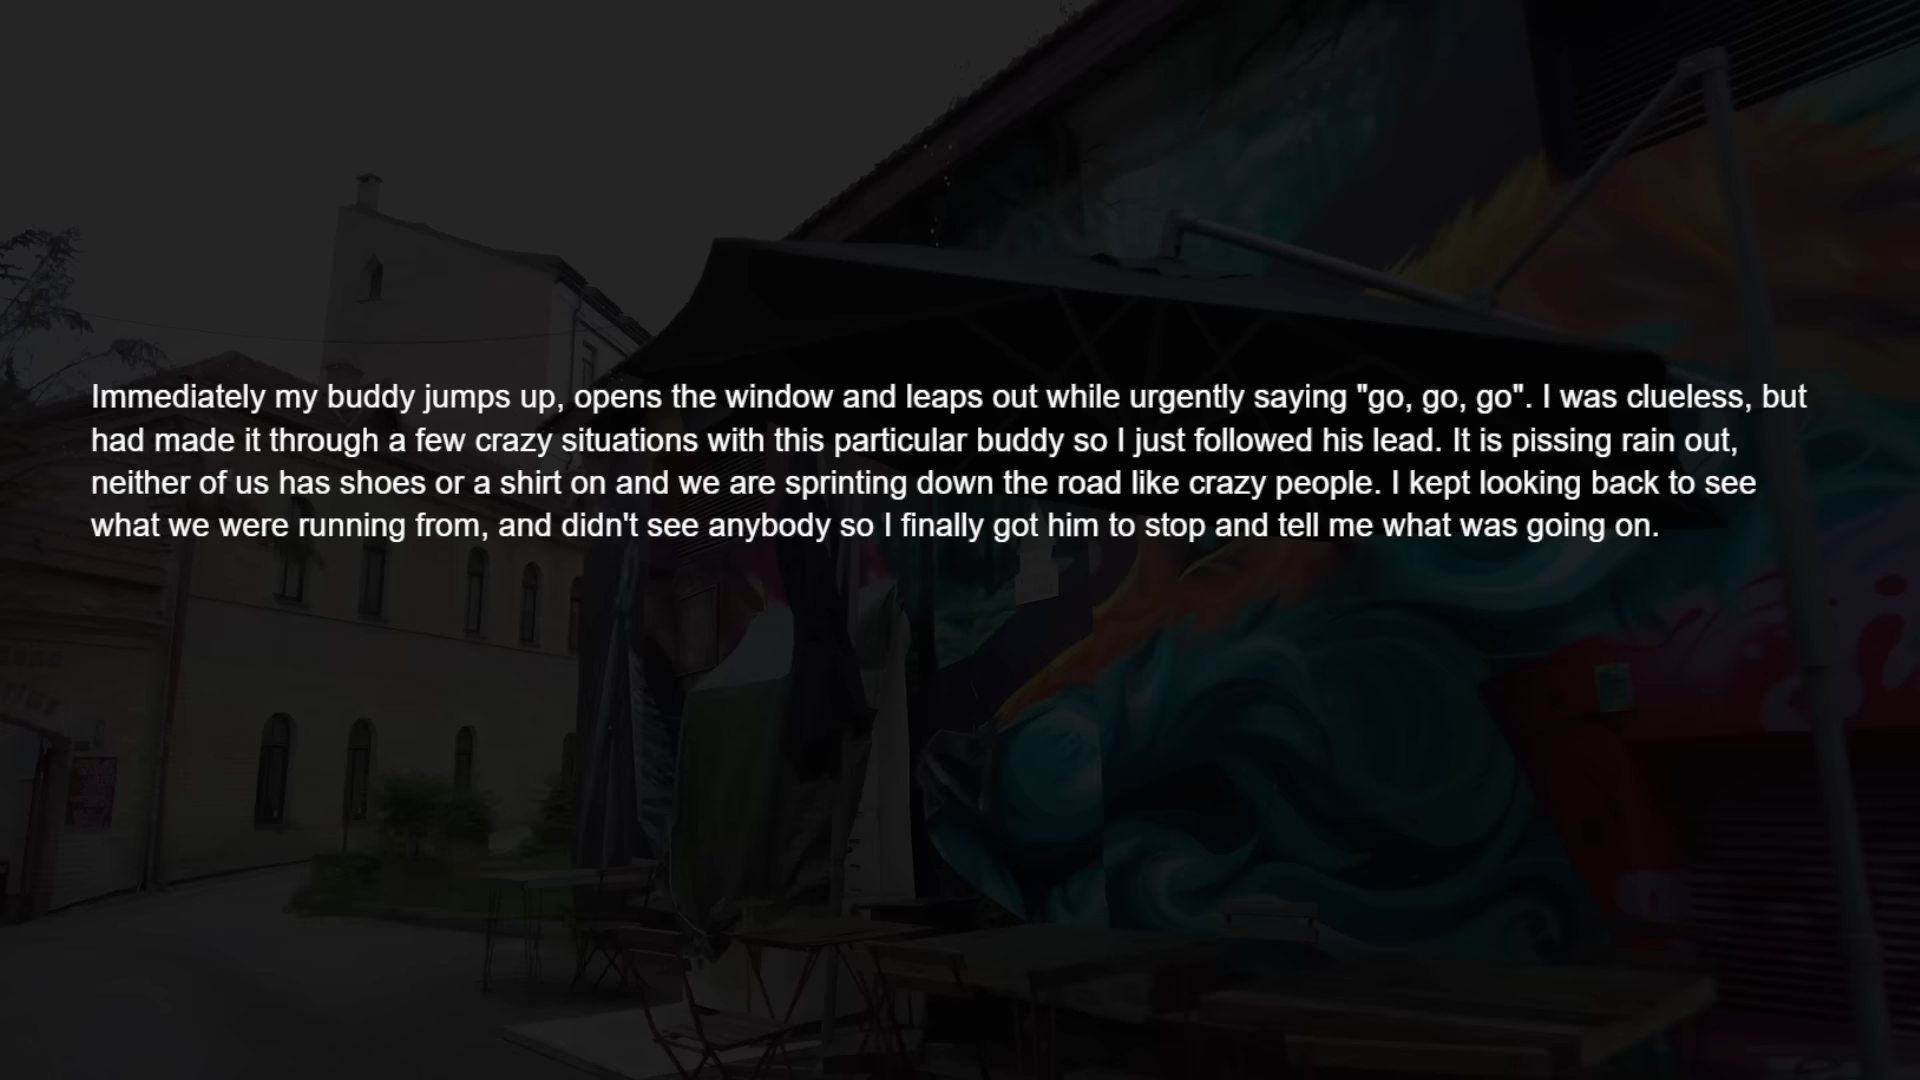 Immediately my buddy jumps up, opens the window and leaps out while urgently saying "go, go, go". I was clueless, but
had made it through a few crazy situations with this particular buddy so I just followed his lead. It is pissing rain out,
neither of us has shoes or a shirt on and we are sprinting down the road like crazy people. I kept looking back to see
what we were running from, and didn't see anybody so I finally got him to stop and tell me what was going on.